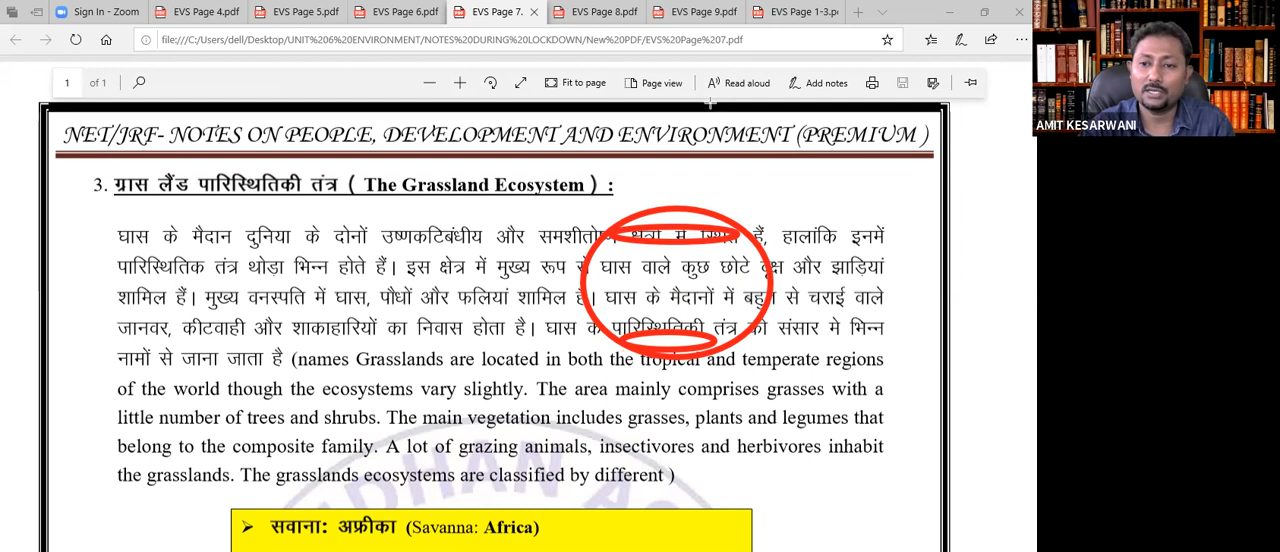 Sign In - Zoom
EVS Page 4.pdf
EVS Page 5.pdf
EVS Page 6.pdf
EVS Page 7.
EVS Page 8.pdf
EVS Page 9.pdf
EVS Page 1-3.p
file:///C:/Users/dell/Desktop/UNIT%209%20ENVIRONMENT/NOTES%20DURING%20LOCKDOWN/New%20PDF/EVS%20Page%207.pdf
1 of 1
Fit to page
Page view
Read aloud
Add notes
AMIT KESARWANI
NET/JRF- NOTES ON PEOPLE, DEVELOPMENT AND ENVIRONMENT (PREMIUM )
3. ग्रास लैंड पारिस्थितिकी तंत्र ( The Grassland Ecosystem ) :
घास के मैदान दुनिया के दोनों उष्णकटिबंधीय और समशीतोष्ण क्षेत्रों में स्थित हैं, हालांकि इनमें
पारिस्थितिक तंत्र थोड़ा भिन्न होते हैं। इस क्षेत्र में मुख्य रूप से घास वाले कुछ छोटे वृक्ष और झाड़ियां
शामिल हैं। मुख्य वनस्पति में घास, पौधों और फलियां शामिल हैं। घास के मैदानों में बहुत से चराई वाले
जानवर, कीटवाही और शाकाहारियों का निवास होता है। घास के पारिस्थितिकी तंत्र को संसार मे भिन्न
नामों से जाना जाता है (names Grasslands are located in both the tropical and temperate regions
of the world though the ecosystems vary slightly. The area mainly comprises grasses with a
little number of trees and shrubs. The main vegetation includes grasses, plants and legumes that
belong to the composite family. A lot of grazing animals, insectivores and herbivores inhabit
the grasslands. The grasslands ecosystems are classified by different )
➢ सवाना: अफ्रीका (Savanna: Africa)